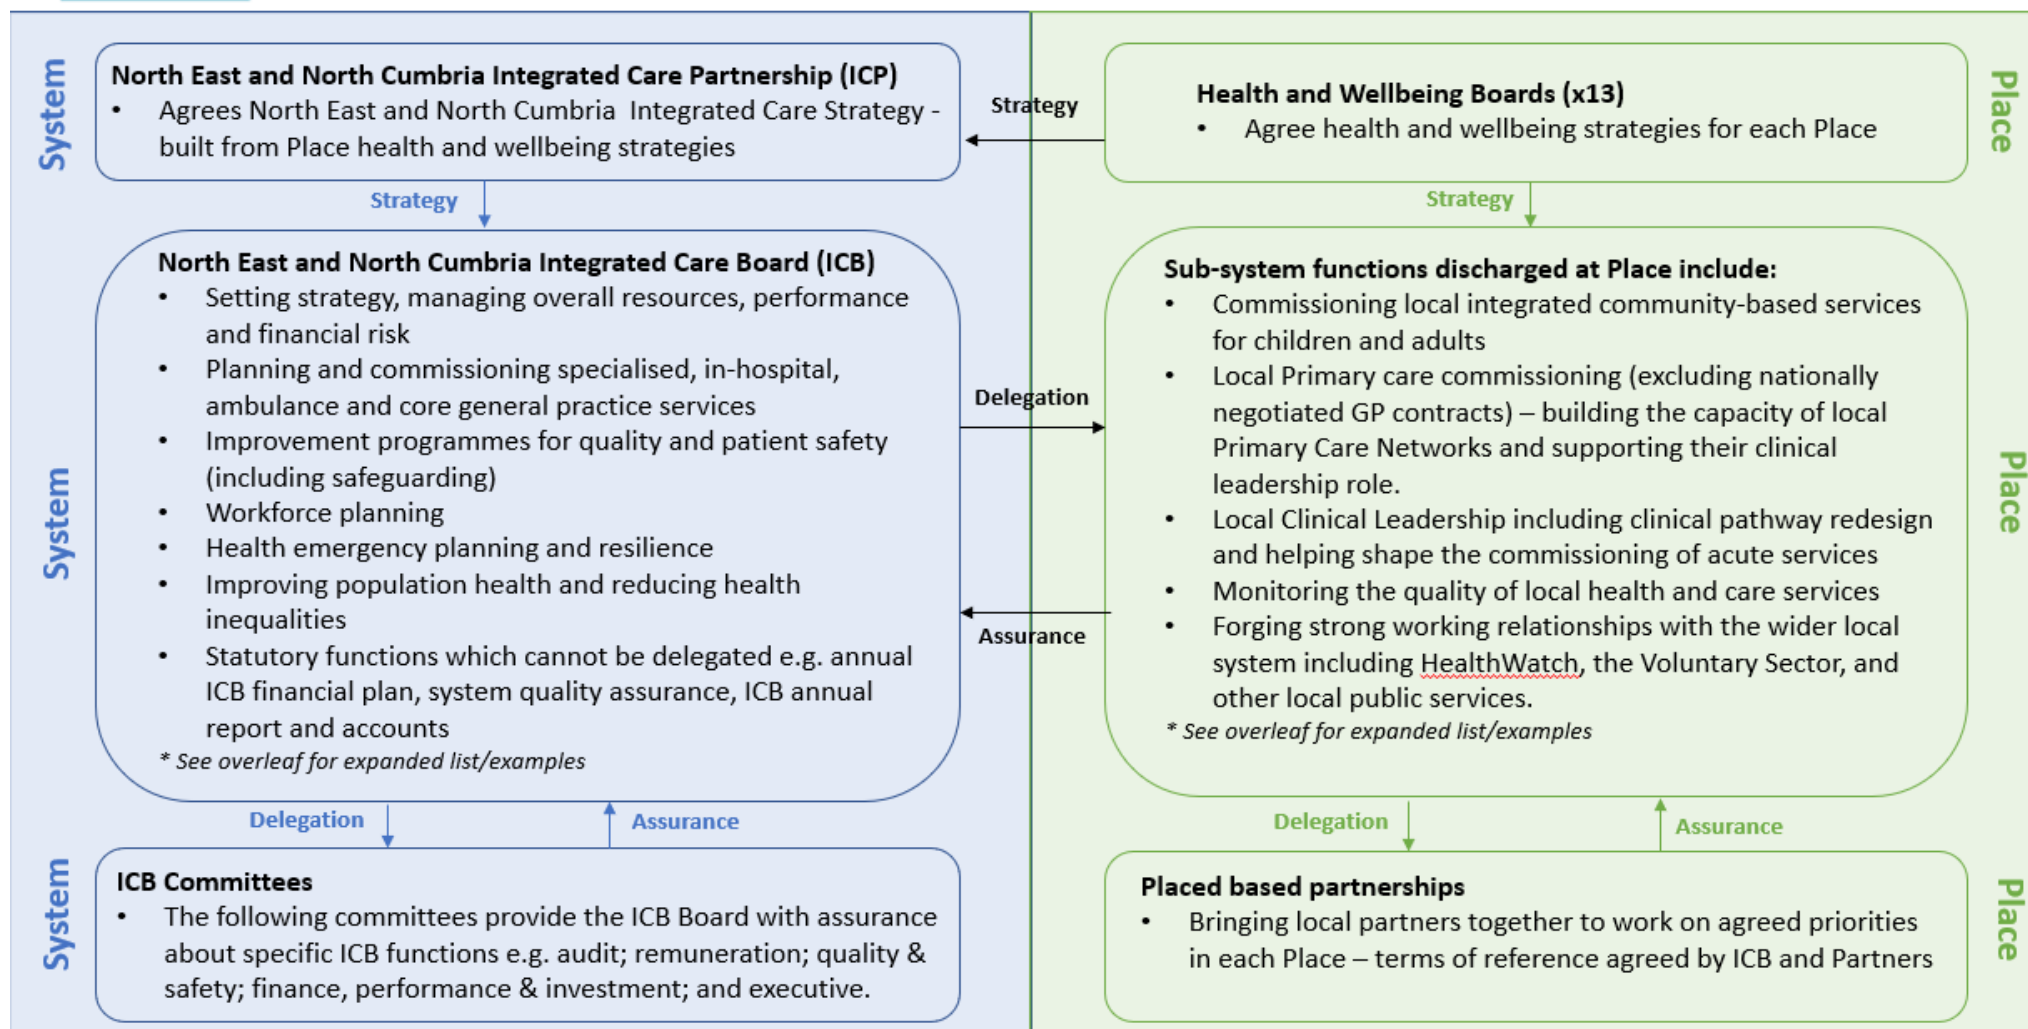 System
North East and North Cumbria Integrated Care Partnership (ICP)
• Agrees North East and North Cumbria Integrated Care Strategy -
built from Place health and wellbeing strategies
Strategy
Health and Wellbeing Boards (x13)
• Agree health and wellbeing strategies for each Place
Place
Strategy
Strategy
System
North East and North Cumbria Integrated Care Board (ICB)
• Setting strategy, managing overall resources, performance
and financial risk
• Planning and commissioning specialised, in-hospital,
ambulance and core general practice services
• Improvement programmes for quality and patient safety
(including safeguarding)
• Workforce planning
• Health emergency planning and resilience
• Improving population health and reducing health
inequalities
• Statutory functions which cannot be delegated e.g. annual
ICB financial plan, system quality assurance, ICB annual
report and accounts
* See overleaf for expanded list/examples
Delegation
Assurance
Sub-system functions discharged at Place include:
• Commissioning local integrated community-based services
for children and adults
• Local Primary care commissioning (excluding nationally
negotiated GP contracts) – building the capacity of local
Primary Care Networks and supporting their clinical
leadership role.
• Local Clinical Leadership including clinical pathway redesign
and helping shape the commissioning of acute services
• Monitoring the quality of local health and care services
• Forging strong working relationships with the wider local
system including HealthWatch, the Voluntary Sector, and
other local public services.
* See overleaf for expanded list/examples
Place
Delegation
Assurance
Delegation
Assurance
System
ICB Committees
• The following committees provide the ICB Board with assurance
about specific ICB functions e.g. audit; remuneration; quality &
safety; finance, performance & investment; and executive.
Placed based partnerships
• Bringing local partners together to work on agreed priorities
in each Place – terms of reference agreed by ICB and Partners
Place